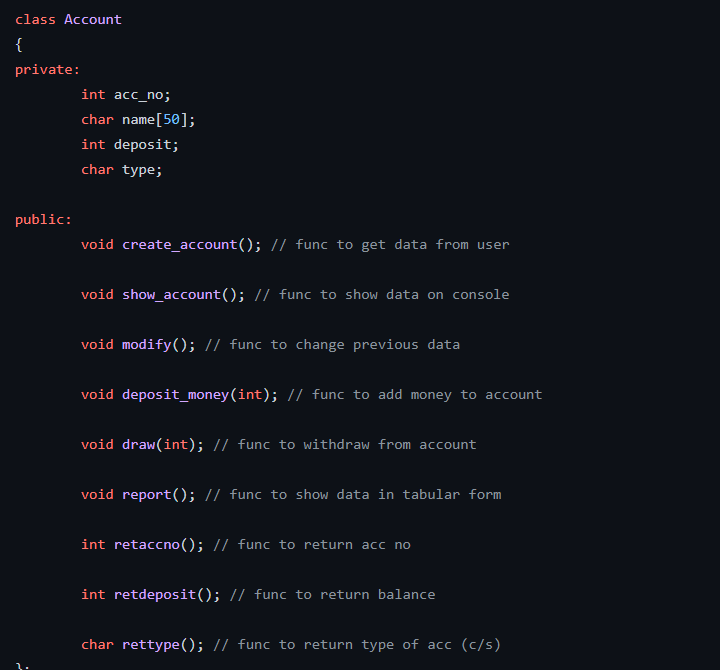 class Account
{
private:
int acc_no;
char name[50];
int deposit;
char type;
public:
void create_account(); // func to get data from user
void show_account(); // func to show data on console
void modify(); // func to change previous data
void deposit_money(int); // func to add money to account
void draw(int); // func to withdraw from account
void report(); // func to show data in tabular form
int retaccno(); // func to return acc no
int retdeposit(); // func to return balance
char rettype(); // func to return type of acc (c/s)
};